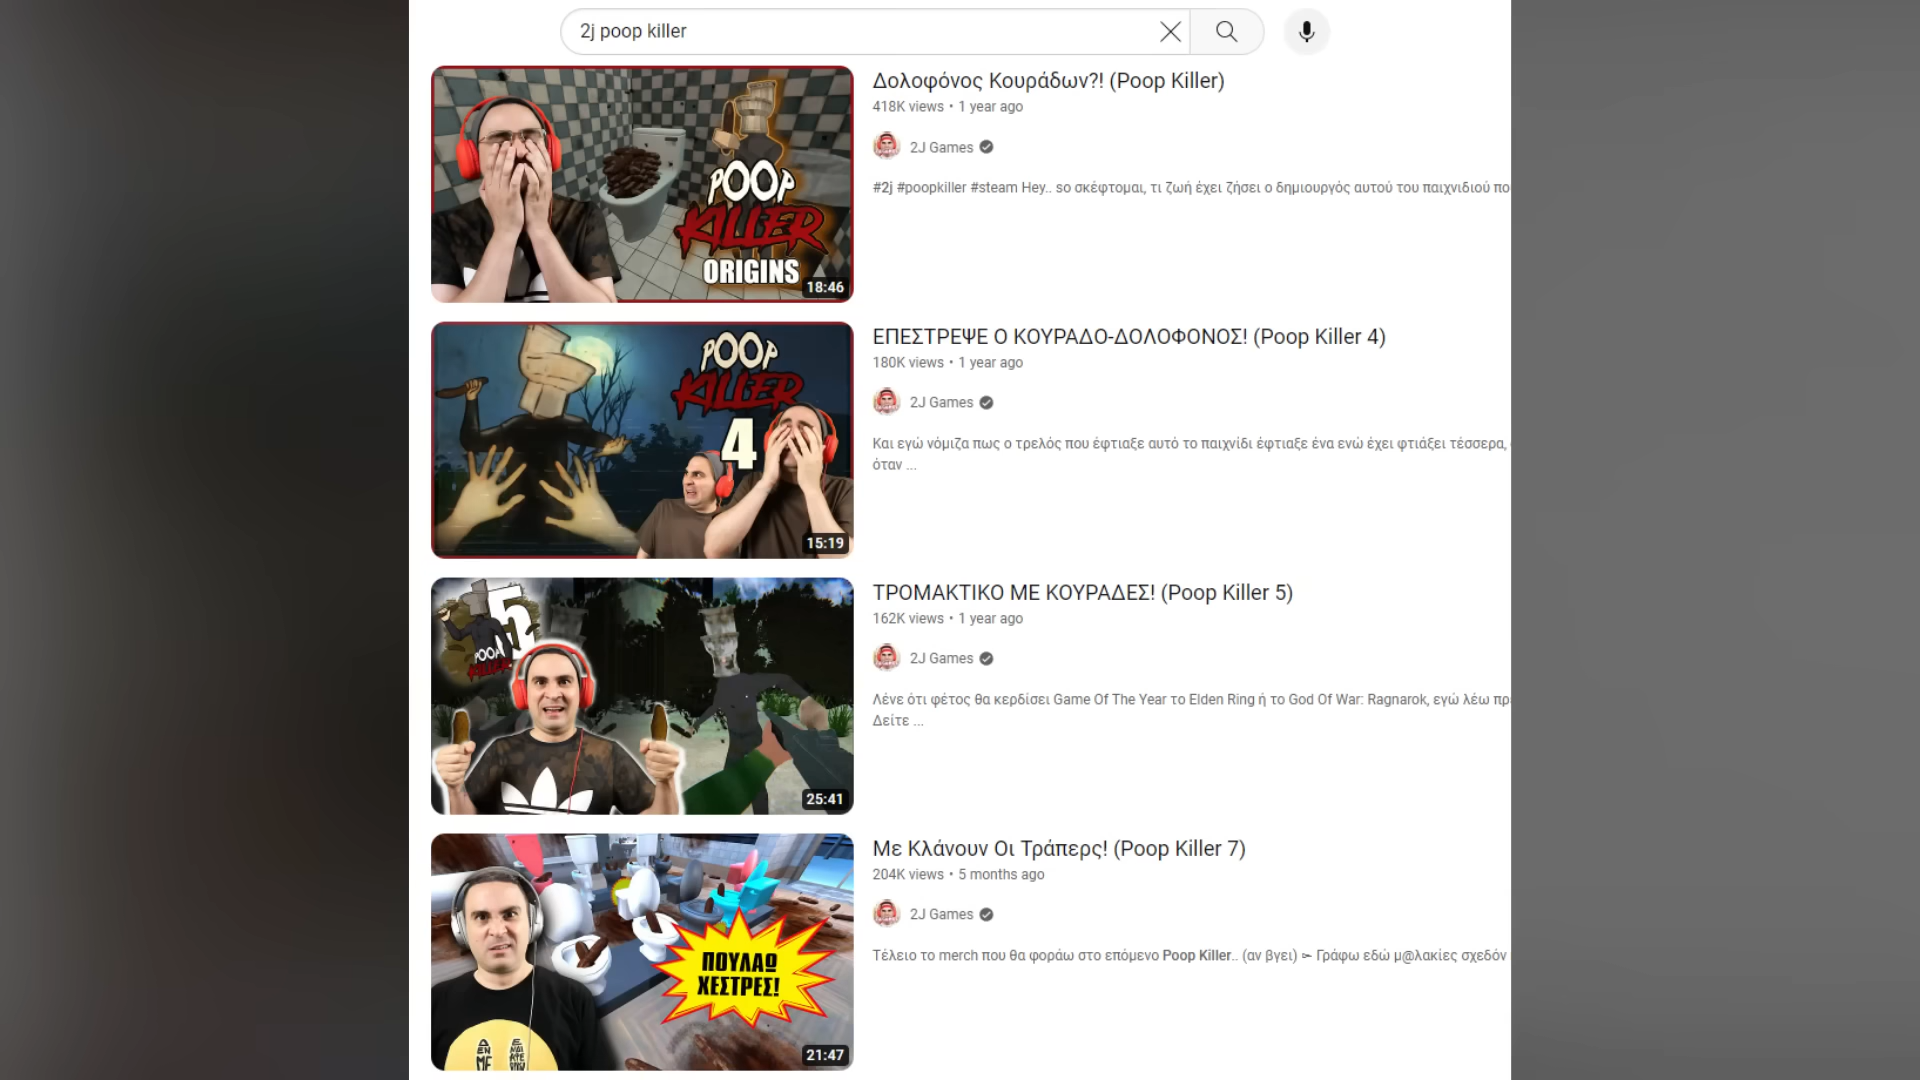 2j poop killer
POOP
KILLER
ORIGINS
18:46
Δολοφόνος Κουράδων?! (Poop Killer)
418K views • 1 year ago
2J Games
#2j #poopkiller #steam Hey.. so σκέφτομαι, τι ζωή έχει ζήσει ο δημιουργός αυτού του παιχνιδιού πο
POOP
KILLER
4
15:19
ΕΠΕΣΤΡΕΨΕ Ο ΚΟΥΡΑΔΟ-ΔΟΛΟΦΟΝΟΣ! (Poop Killer 4)
180K views • 1 year ago
2J Games
Και εγώ νόμιζα πως ο τρελός που έφτιαξε αυτό το παιχνίδι έφτιαξε ένα ενώ έχει φτιάξει τέσσερα,
όταν ...
5
POOP
KILLER
25:41
ΤΡΟΜΑΚΤΙΚΟ ΜΕ ΚΟΥΡΑΔΕΣ! (Poop Killer 5)
162K views • 1 year ago
2J Games
Λένε ότι φέτος θα κερδίσει Game Of The Year το Elden Ring ή το God Of War: Ragnarok, εγώ λέω πρ
Δείτε ...
ΠΟΥΛΑΩ
ΧΕΣΤΡΕΣ!
ΔΕΝ
ΜΕ
21:47
Με Κλάνουν Οι Τράπερς! (Poop Killer 7)
204K views • 5 months ago
2J Games
Τέλειο το merch που θα φοράω στο επόμενο Poop Killer.. (αν βγει) ➣ Γράφω εδώ μ@λακίες σχεδόν